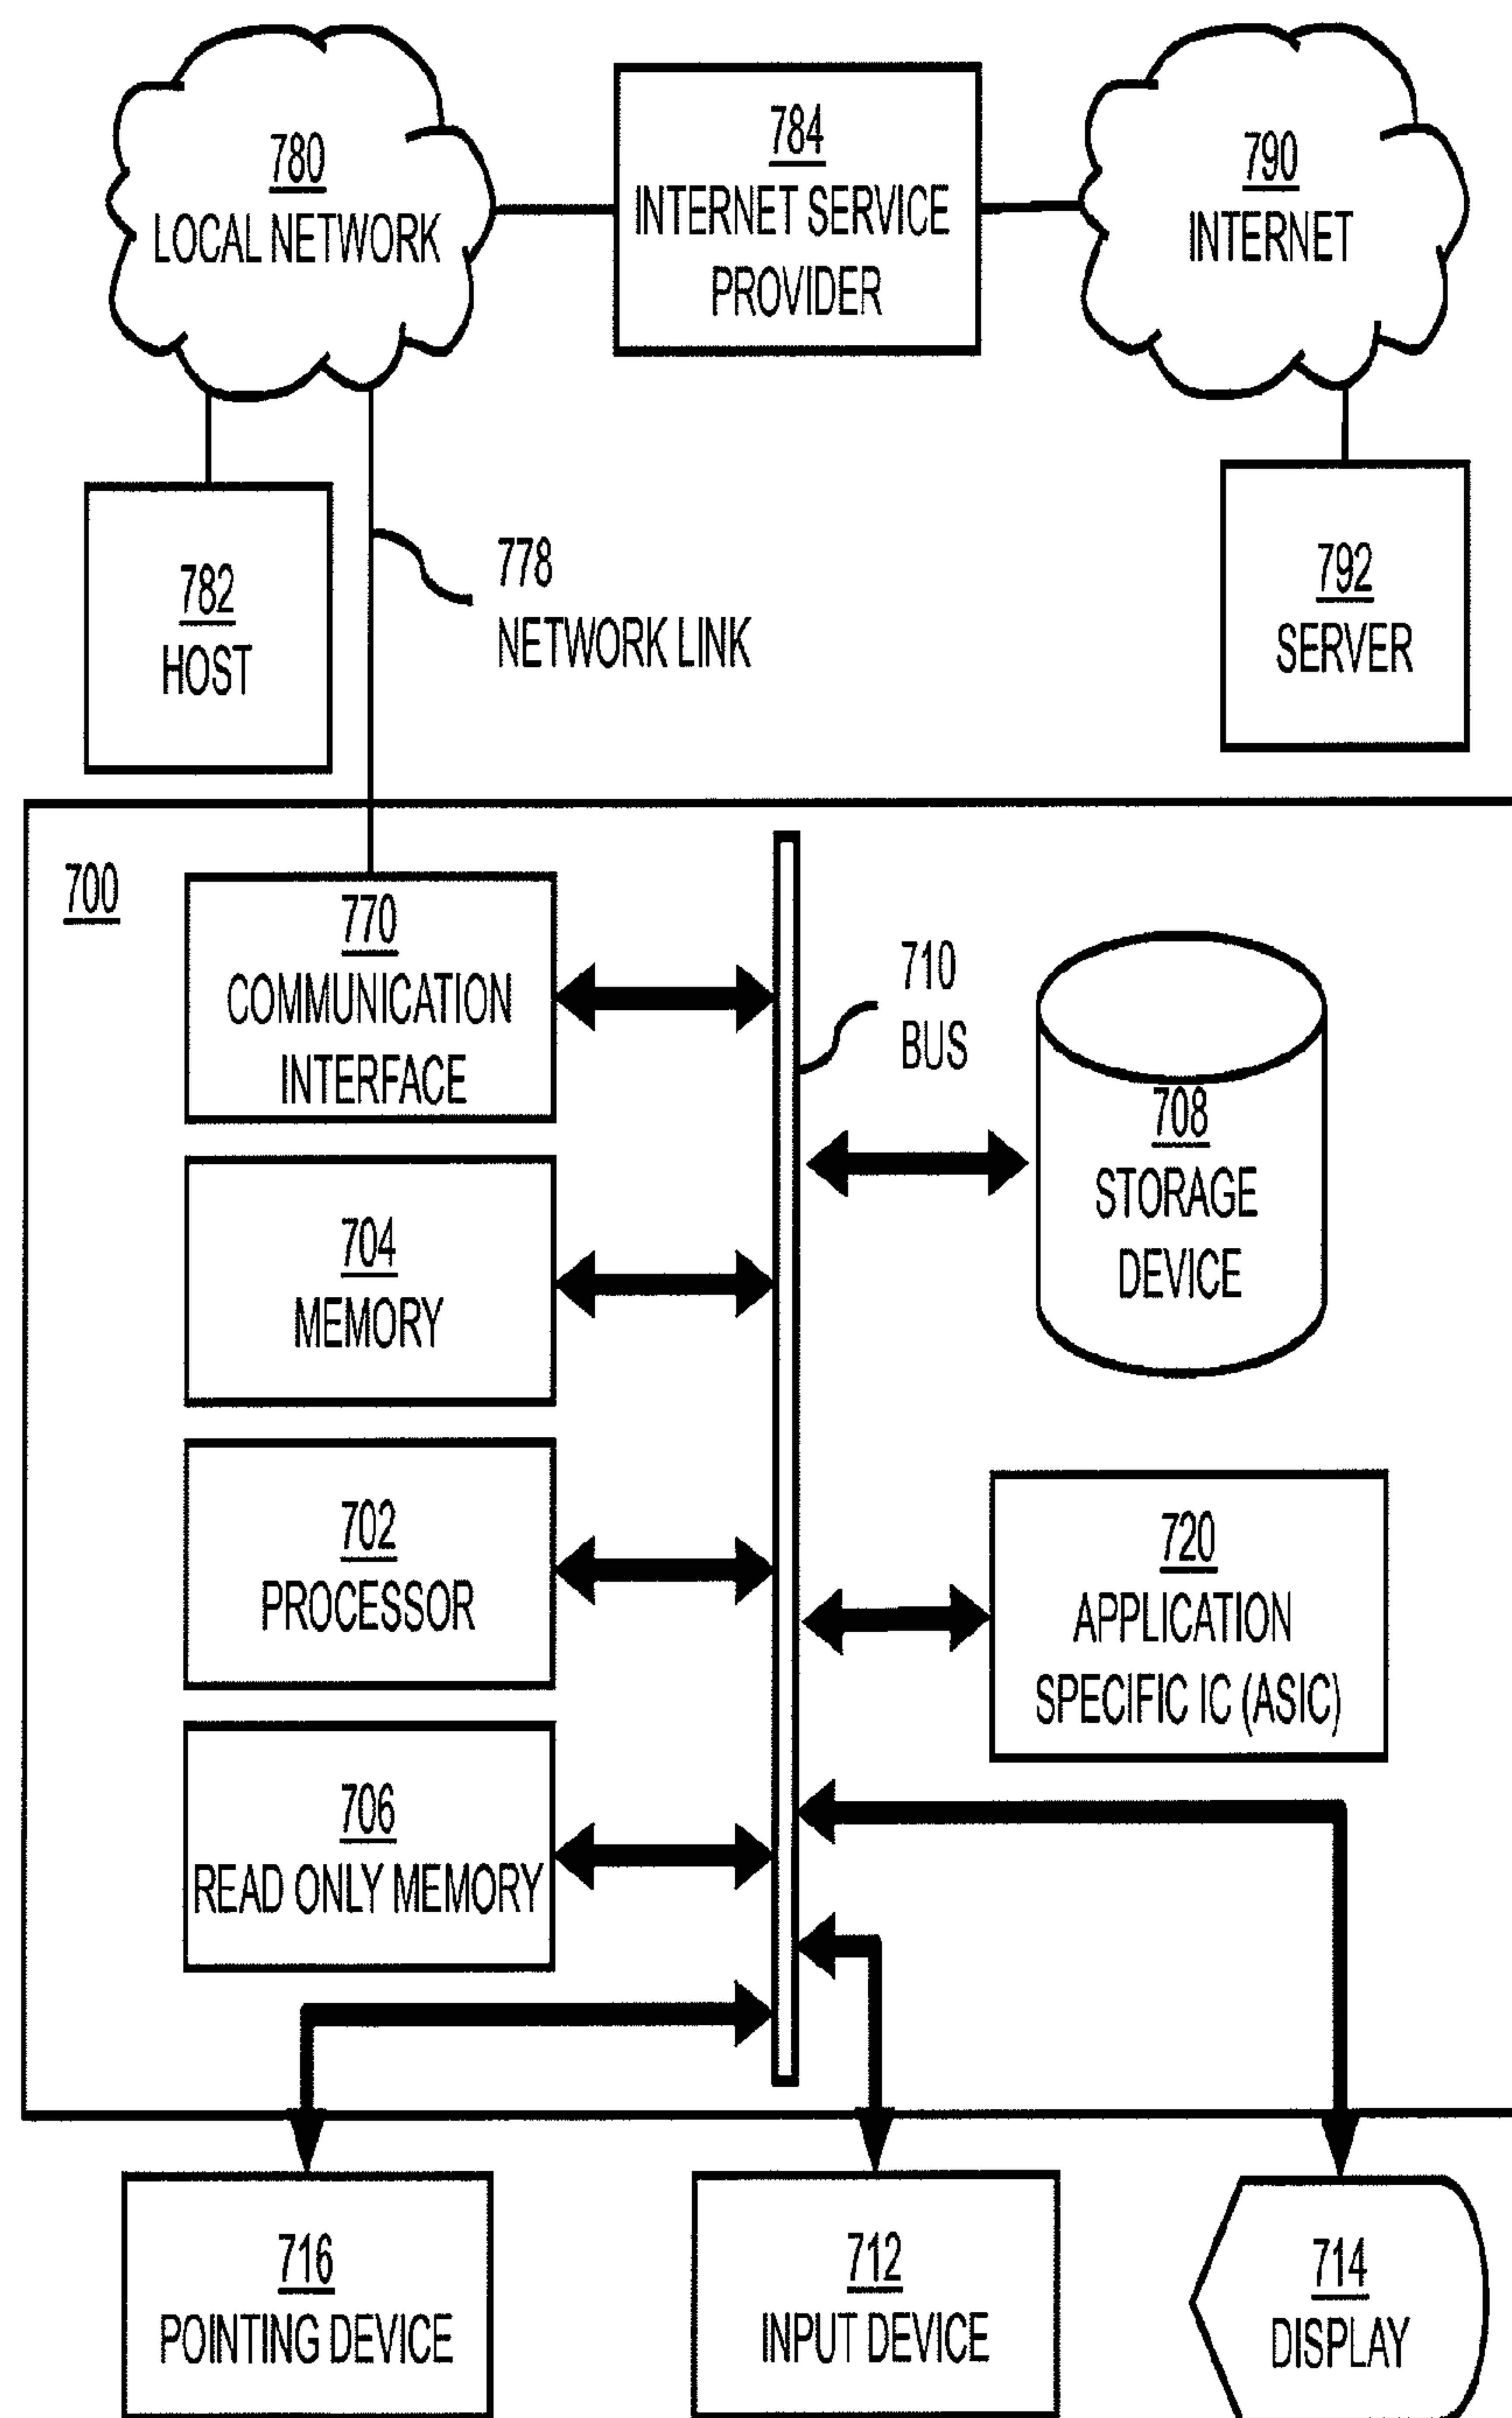 780
LOCAL NETWORK
784
INTERNET SERVICE
PROVIDER
790
INTERNET
782
HOST
778
NETWORK LINK
792
SERVER
700
770
COMMUNICATION
INTERFACE
710
BUS
708
STORAGE
DEVICE
704
MEMORY
702
PROCESSOR
720
APPLICATION
SPECIFIC IC (ASIC)
706
READ ONLY MEMORY
716
POINTING DEVICE
712
INPUT DEVICE
714
DISPLAY